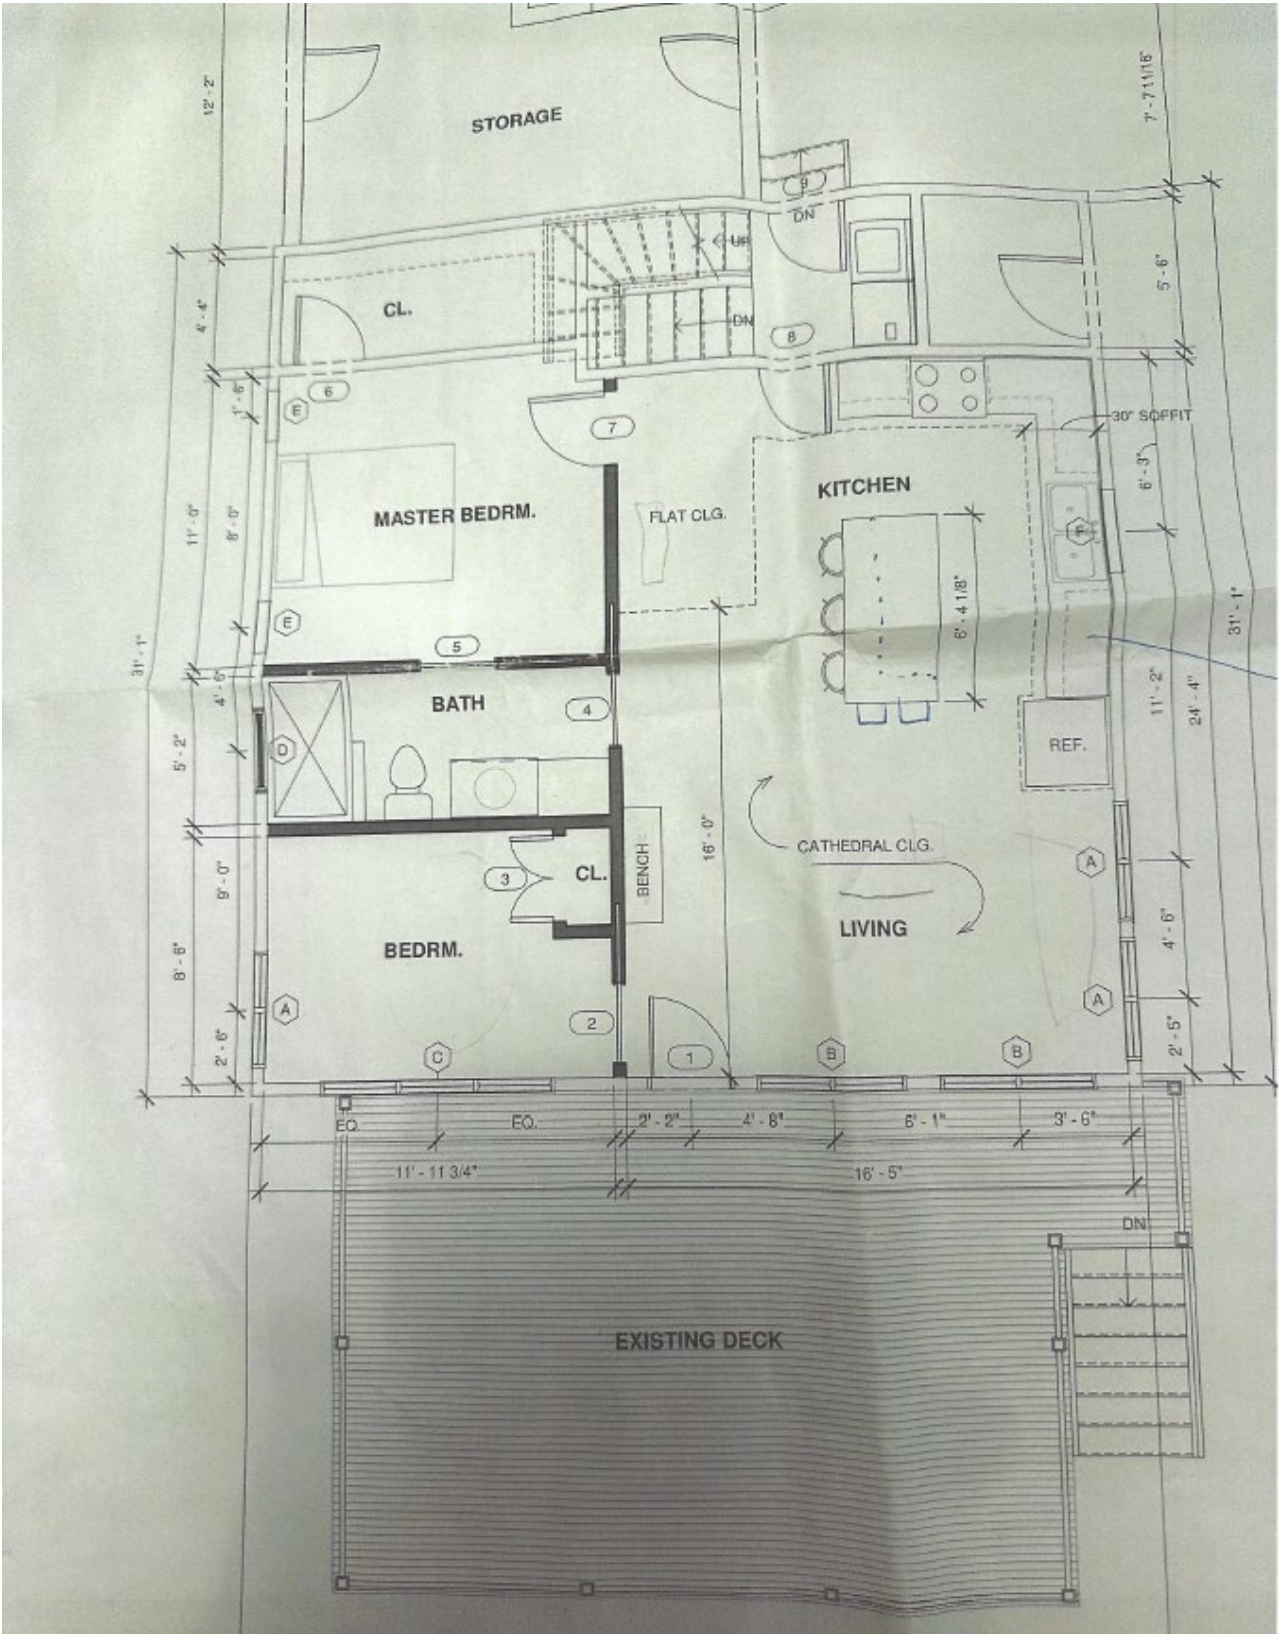 12' - 2"
STORAGE
7' - 7 11/16"
9
DN
UP
DN
CL.
4' - 4"
5' - 6"
8
6
E
1' - 6"
7
30" SOFFIT
KITCHEN
6' - 3"
MASTER BEDRM.
FLAT CLG.
11' - 0"
8' - 0"
F
6' - 4 1/8"
E
31' - 1"
31' - 1"
5
BATH
4
4' - 6"
11' - 2"
24' - 4"
D
5' - 2"
REF.
16' - 0"
CATHEDRAL CLG.
BENCH
3
CL.
9' - 0"
A
LIVING
BEDRM.
8' - 6"
4' - 6"
A
A
2
2' - 6"
2' - 5"
C
1
B
B
EQ.
EQ.
2' - 2"
4' - 8"
6' - 1"
3' - 6"
11' - 11 3/4"
16' - 5"
DN
EXISTING DECK